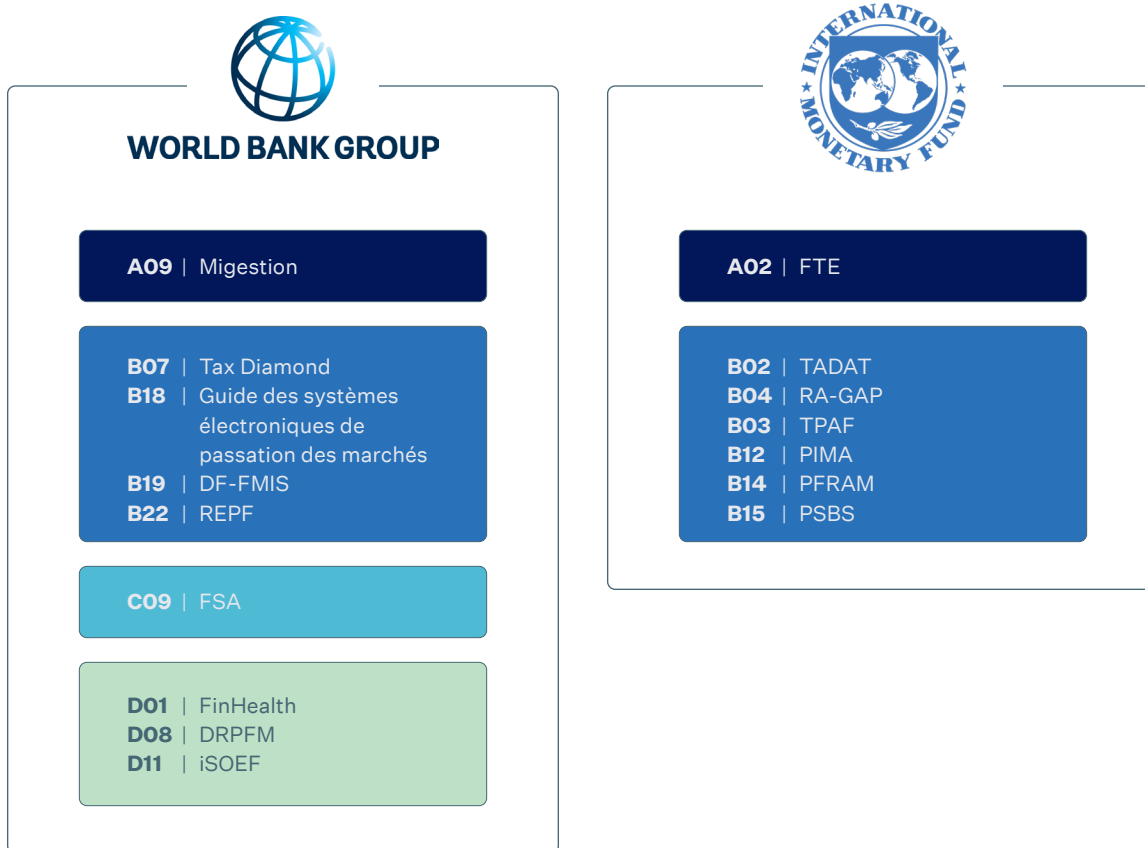 WORLD BANK GROUP
A09 | Migestion
B07 | Tax Diamond
B18 | Guide des systèmes
électroniques de
passation des marchés
B19 | DF-FMIS
B22 | REPF
C09 | FSA
D01 | FinHealth
D08 | DRPFM
D11 | iSOEF
INTERNATIONAL
MONETARY FUND
A02 | FTE
B02 | TADAT
B04 | RA-GAP
B03 | TPAF
B12 | PIMA
B14 | PFRAM
B15 | PSBS